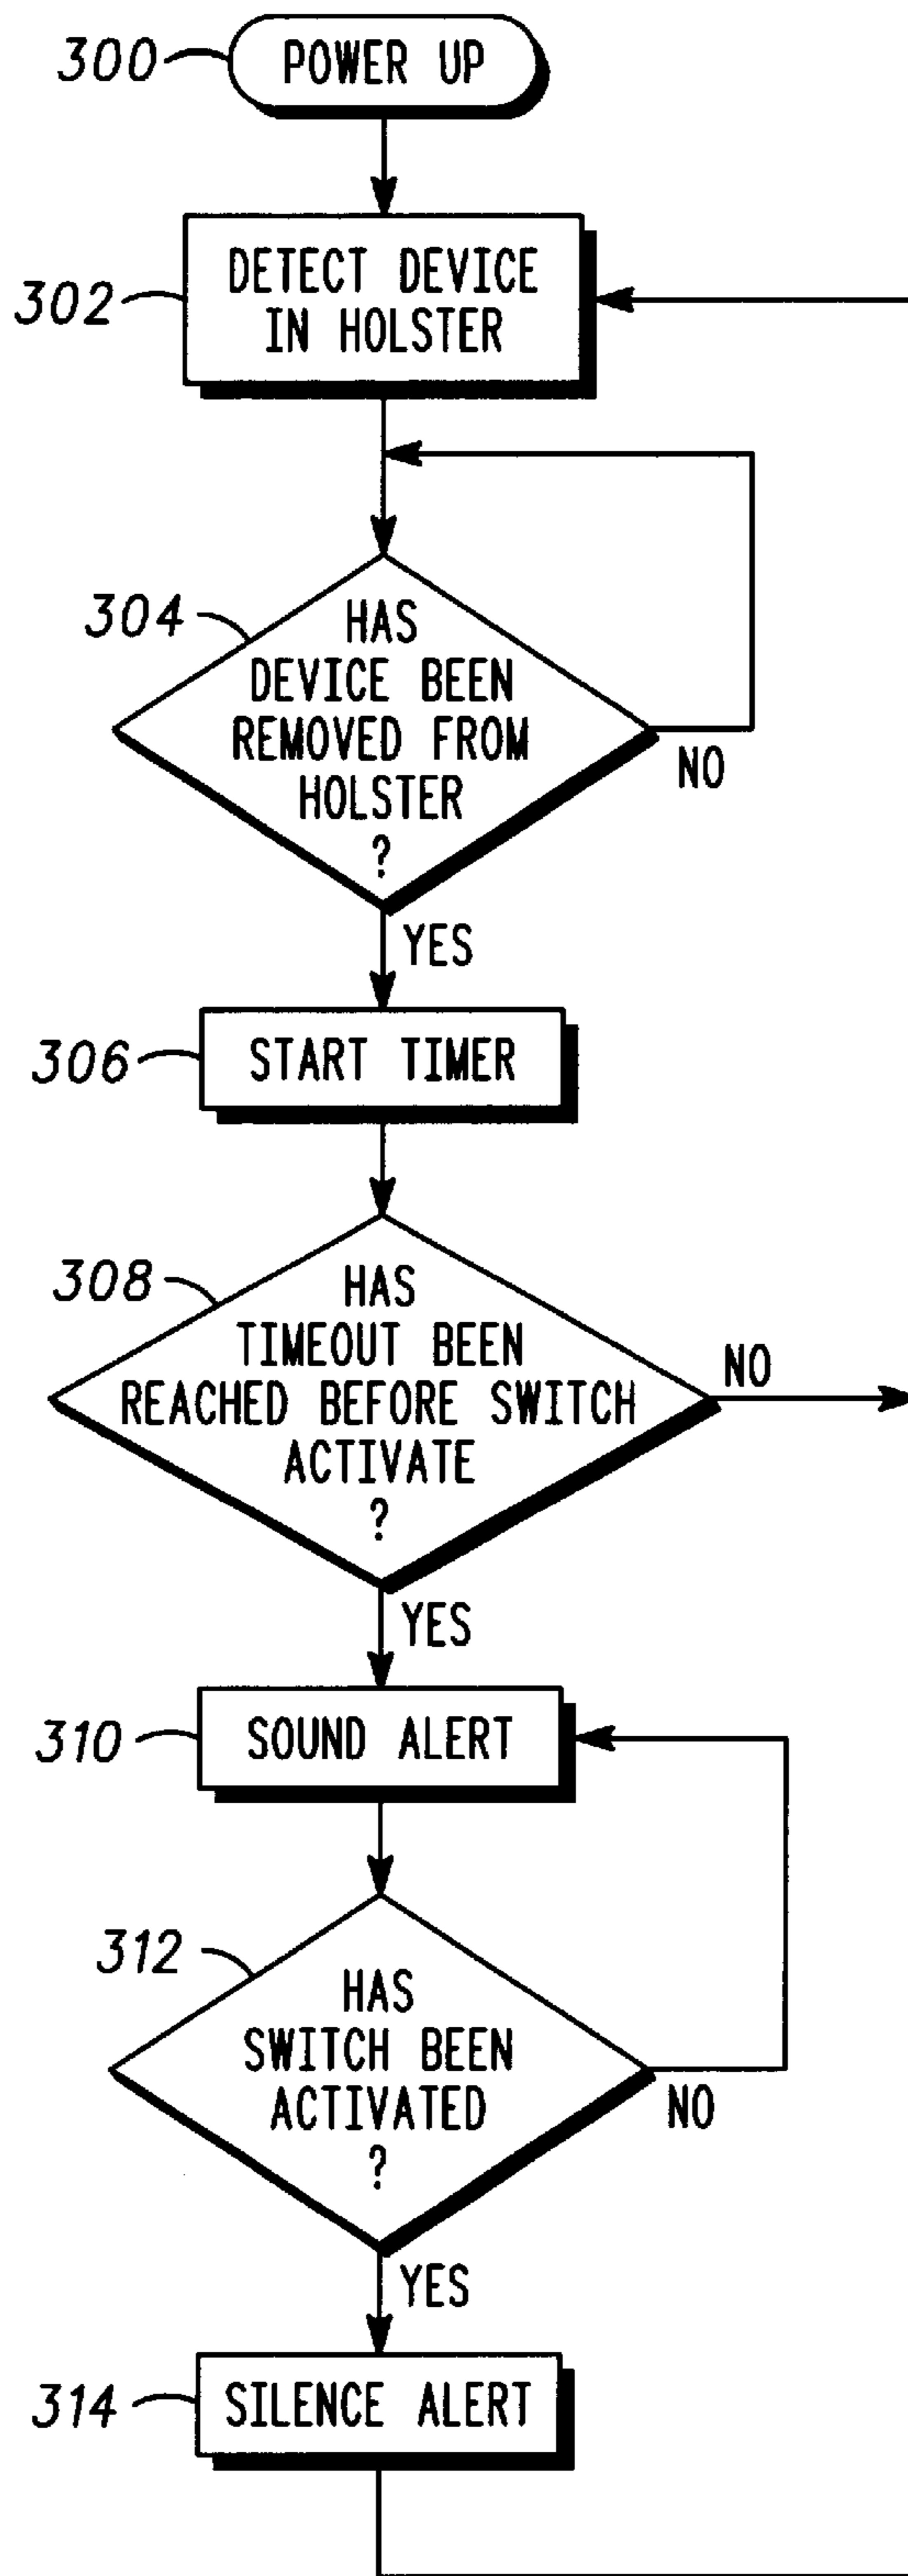 300
POWER UP
302
DETECT DEVICE
IN HOLSTER
304
HAS
DEVICE BEEN
REMOVED FROM
HOLSTER
?
NO
YES
306
START TIMER
308
HAS
TIMEOUT BEEN
REACHED BEFORE SWITCH
ACTIVATE
?
NO
YES
310
SOUND ALERT
312
HAS
SWITCH BEEN
ACTIVATED
?
NO
YES
314
SILENCE ALERT